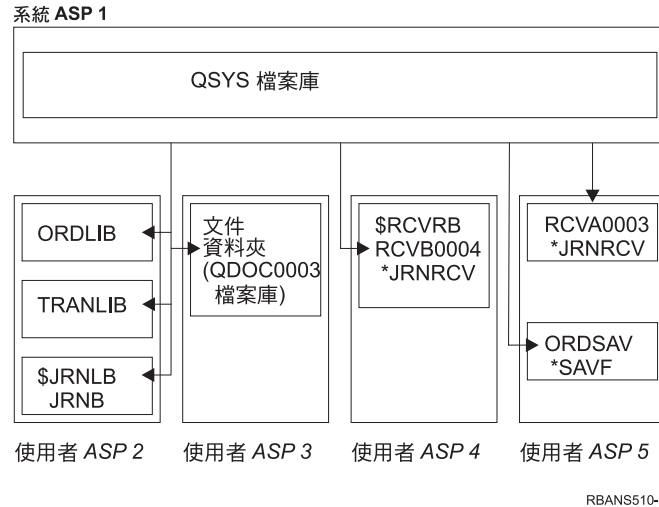 系統 ASP 1
QSYS 檔案庫
ORDLIB
TRANLIB
$JRNLB
JRNB
文件
資料夾
(QDOC0003
檔案庫)
$RCVRB
RCVB0004
*JRNRCV
RCVA0003
*JRNRCV
ORDSAV
*SAVF
使用者 ASP 2
使用者 ASP 3
使用者 ASP 4
使用者 ASP 5
RBANS510-